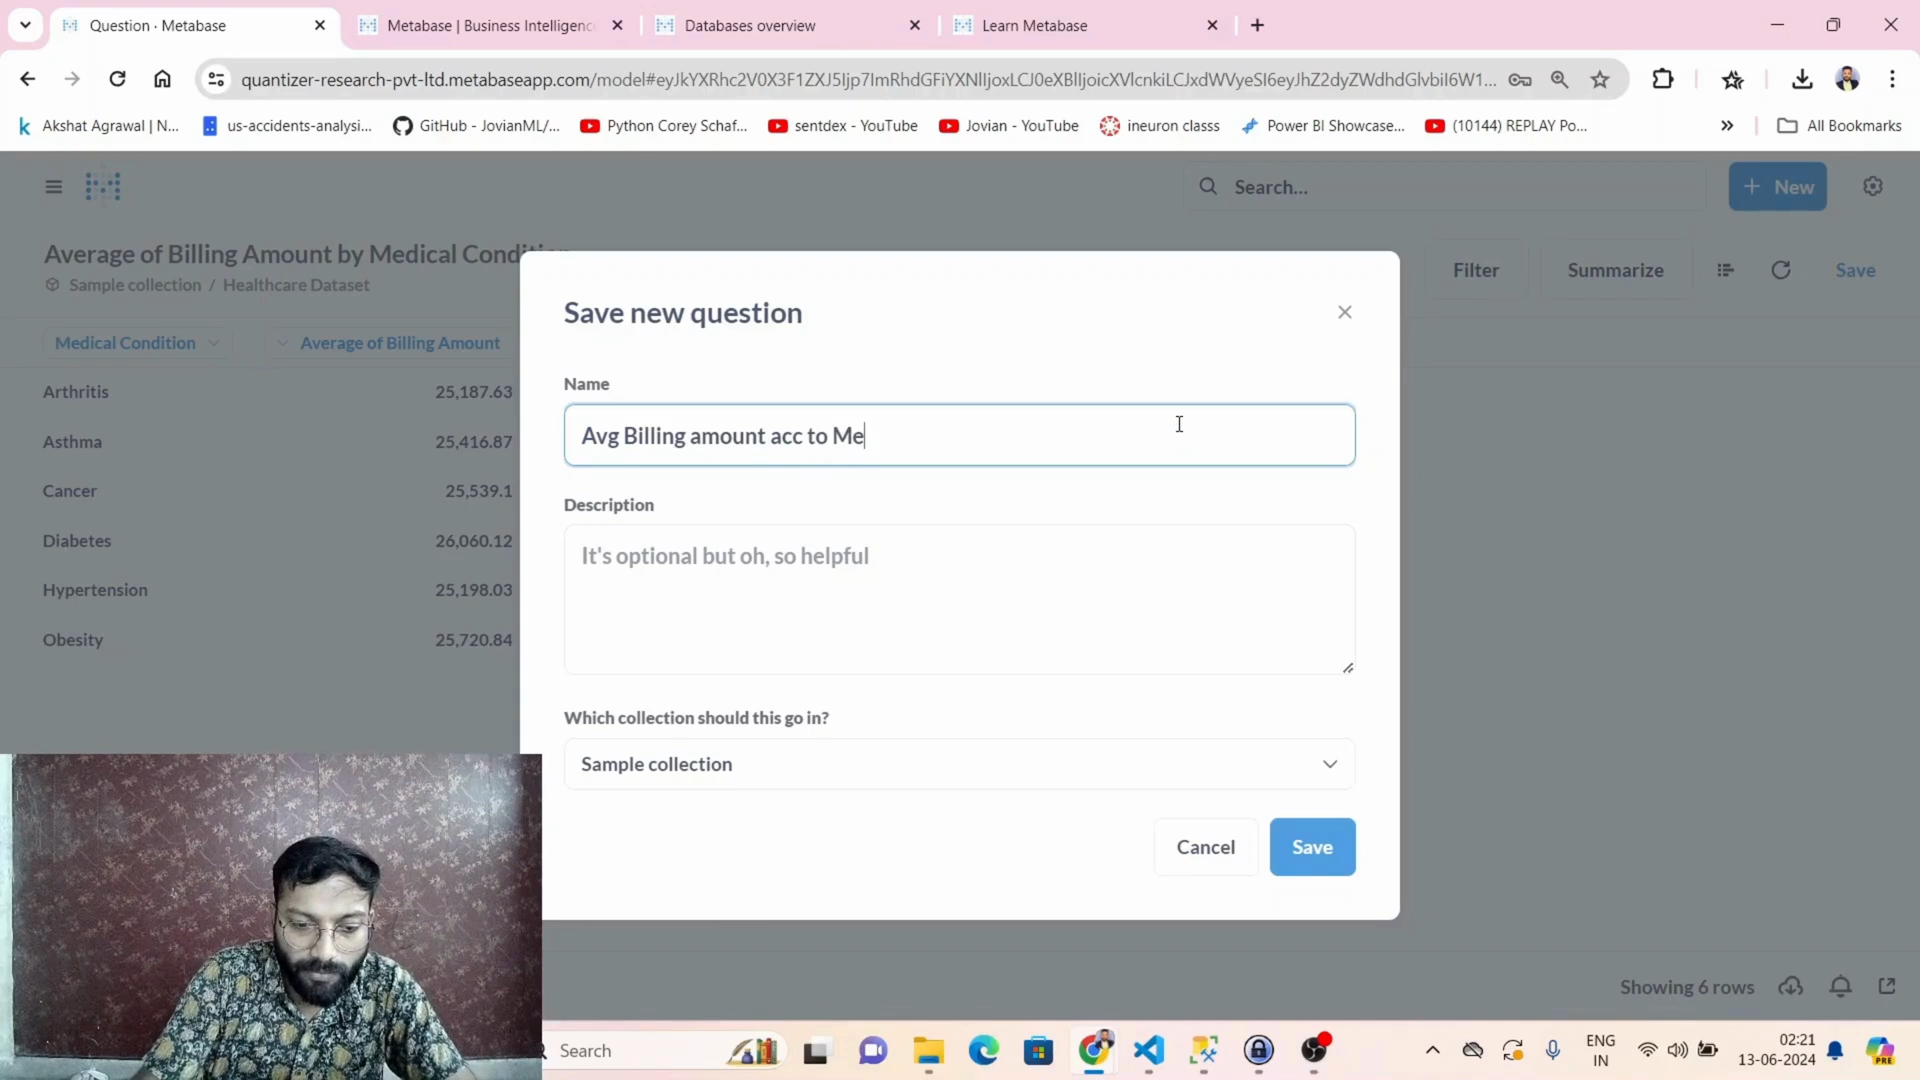 Question · Metabase
Metabase | Business Intelligence
Databases overview
Learn Metabase
quantizer-research-pvt-ltd.metabaseapp.com/model#eyJkYXRhc2V0X3F1ZXJ5Ijp7ImRhdGFiYXNlIjoxLCJ0eXBlIjoicXVlcnkiLCJxdWVyeSI6eyJhZ2dyZWdhdGlvbiI6W1...
Akshat Agrawal | N...
us-accidents-analysi...
GitHub - JovianML/...
Python Corey Schaf...
sentdex - YouTube
Jovian - YouTube
ineuron classs
Power BI Showcase...
(10144) REPLAY Po...
All Bookmarks
Search...
+ New
Average of Billing Amount by Medical Condition
Sample collection / Healthcare Dataset
Filter
Summarize
Save
Medical Condition
Average of Billing Amount
Arthritis 25,187.63
Asthma 25,416.87
Cancer 25,539.1
Diabetes 26,060.12
Hypertension 25,198.03
Obesity 25,720.84
Save new question
Name
Avg Billing amount acc to Me
Description
It's optional but oh, so helpful
Which collection should this go in?
Sample collection
Cancel
Save
Showing 6 rows
Search
ENG
IN
02:21
13-06-2024
PRE